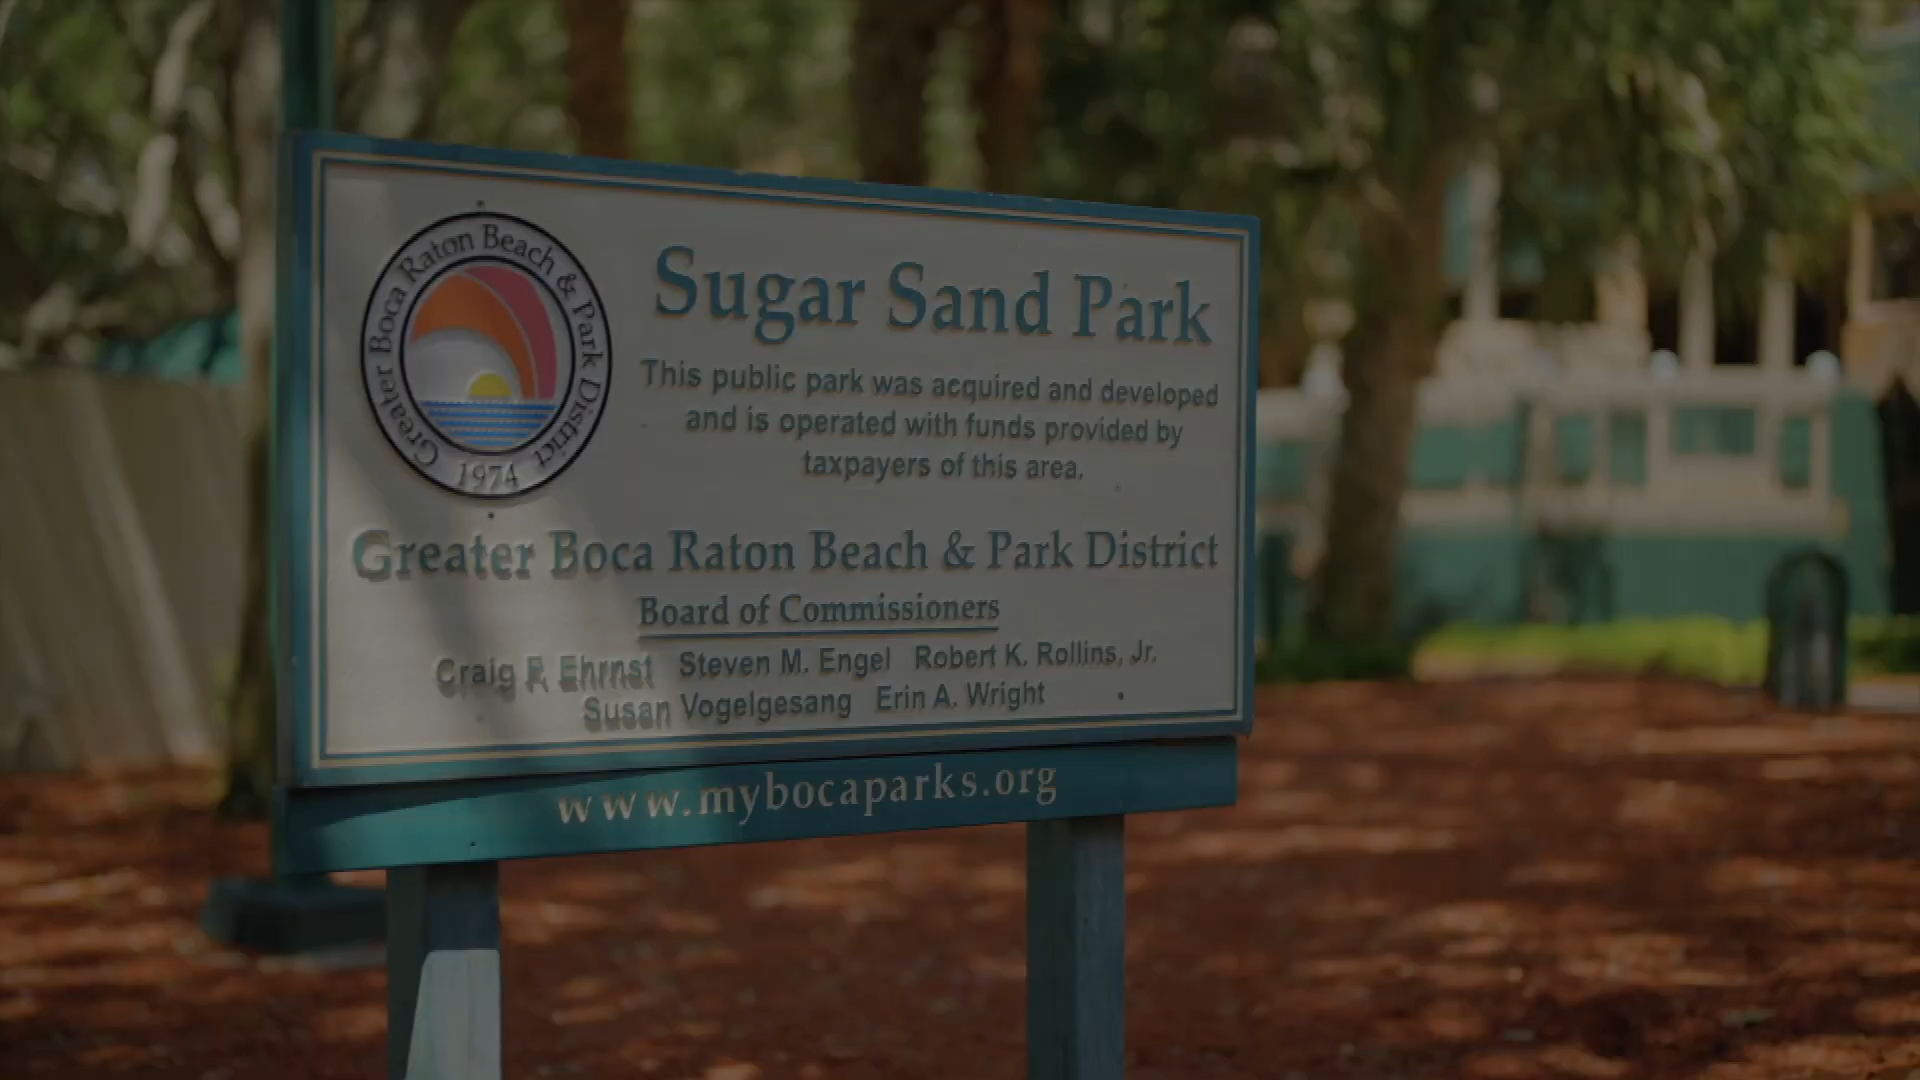 Greater Boca Raton Beach & Park District
1974
Sugar Sand Park
This public park was acquired and developed
and is operated with funds provided by
taxpayers of this area.
Greater Boca Raton Beach & Park District
Board of Commissioners
Craig F. Ehrnst Steven M. Engel Robert K. Rollins, Jr.
Susan Vogelgesang Erin A. Wright
www.mybocaparks.org